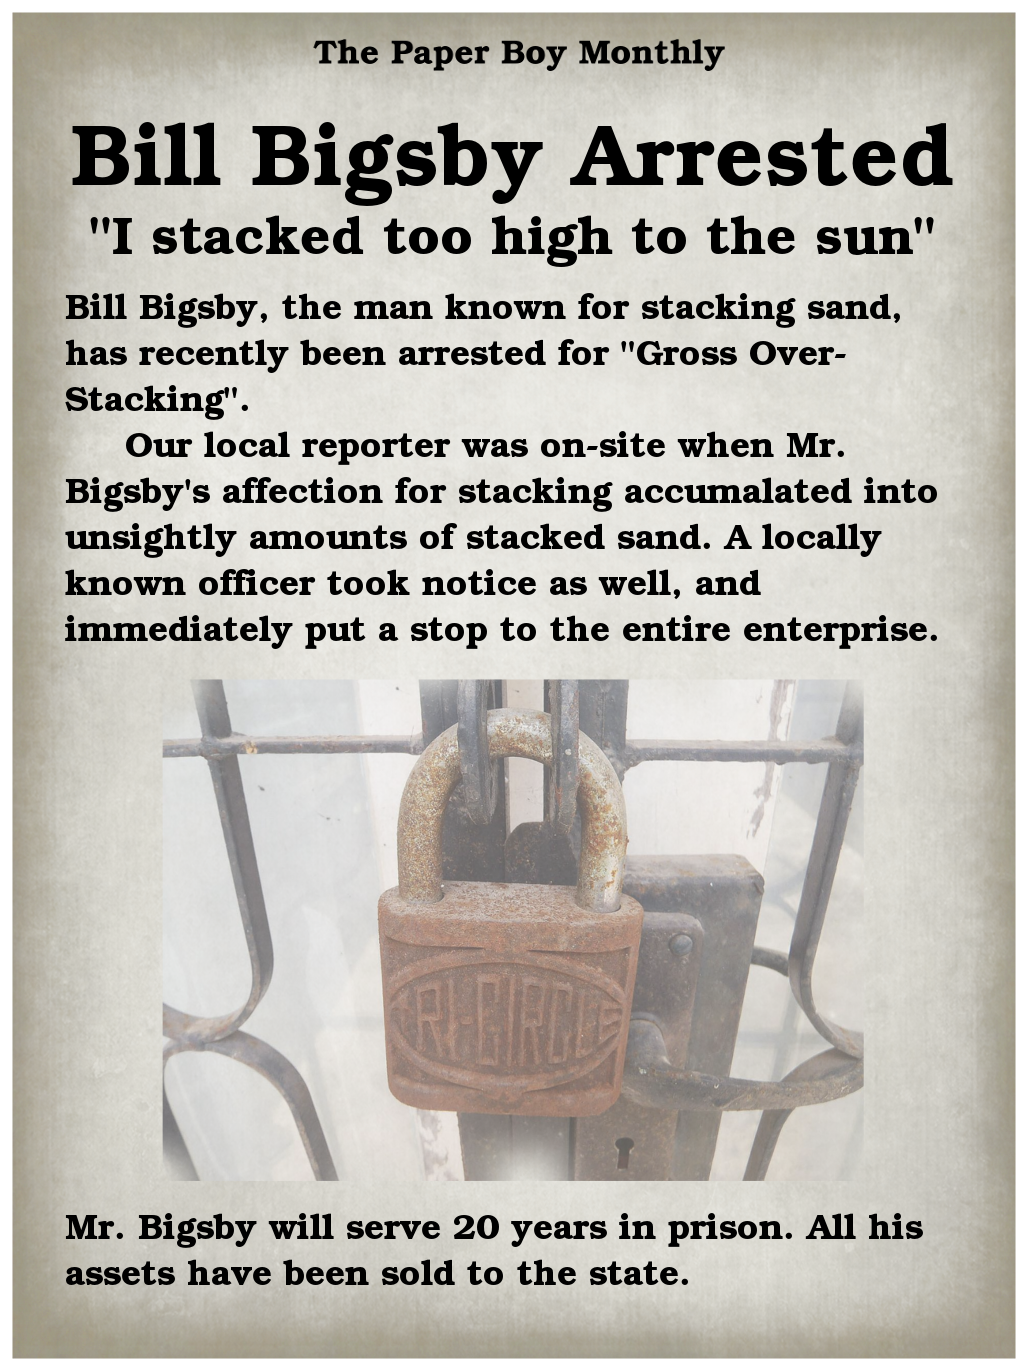 The Paper Boy Monthly
Bill Bigsby Arrested
"I stacked too high to the sun"
Bill Bigsby, the man known for stacking sand,
has recently been arrested for "Gross Over-
Stacking".
Our local reporter was on-site when Mr.
Bigsby's affection for stacking accumalated into
unsightly amounts of stacked sand. A locally
known officer took notice as well, and
immediately put a stop to the entire enterprise.
TRI-CIRCLE
Mr. Bigsby will serve 20 years in prison. All his
assets have been sold to the state.